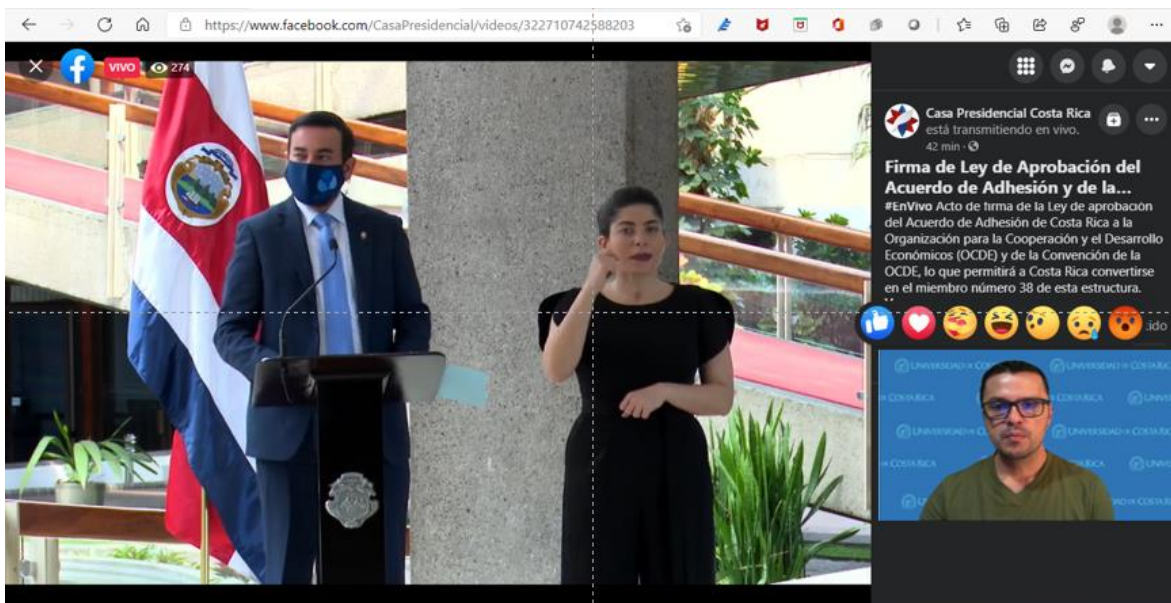 https://www.facebook.com/CasaPresidencial/videos/322710742588203
VIVO
274
Casa Presidencial Costa Rica
está transmitiendo en vivo.
42 min
Firma de Ley de Aprobación del
Acuerdo de Adhesión y de la...
#EnVivo Acto de firma de la Ley de aprobación
del Acuerdo de Adhesión de Costa Rica a la
Organización para la Cooperación y el Desarrollo
Económicos (OCDE) y de la Convención de la
OCDE, lo que permitirá a Costa Rica convertirse
en el miembro número 38 de esta estructura.
UNIVERSIDAD DE COSTA RICA